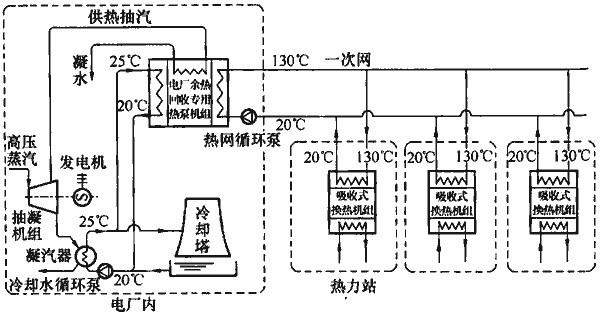 供热抽汽
凝
水
25℃
电厂余热
回收专用
热泵机组
20℃
130℃ 一次网
20℃
热网循环泵
高压
蒸汽
发电机
抽凝
机组
25℃
冷
却
塔
凝汽器
20℃
冷却水循环泵
电厂内
20℃ 130℃
吸收式
换热机组
20℃ 130℃
吸收式
换热机组
20℃ 130℃
吸收式
换热机组
热力站